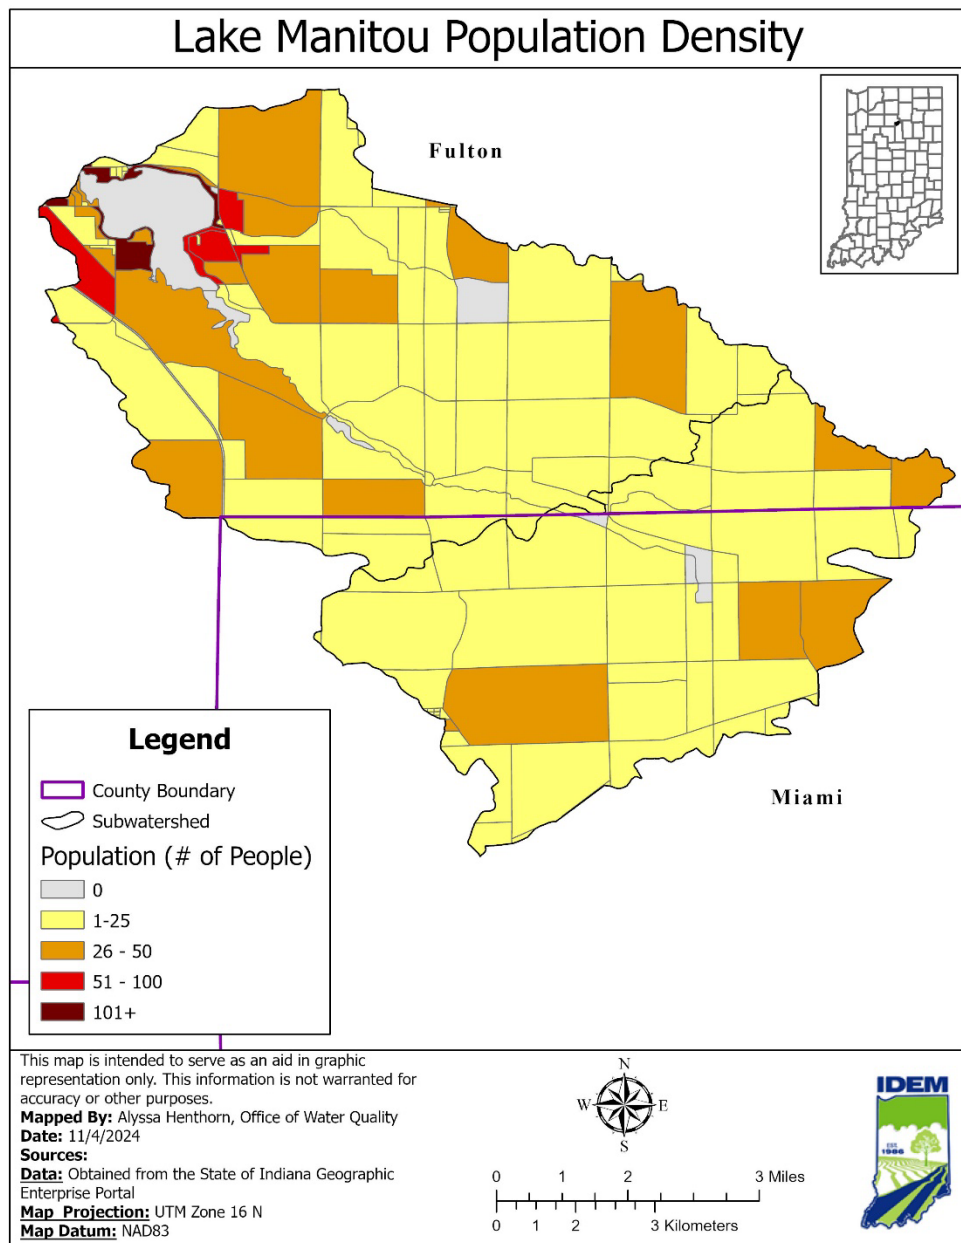 Lake Manitou Population Density
Fulton
Miami
Legend
County Boundary
Subwatershed
Population (# of People)
0
1-25
26 - 50
51 - 100
101+
This map is intended to serve as an aid in graphic
representation only. This information is not warranted for
accuracy or other purposes.
Mapped By: Alyssa Henthorn, Office of Water Quality
Date: 11/4/2024
Sources:
Data: Obtained from the State of Indiana Geographic
Enterprise Portal
Map Projection: UTM Zone 16 N
Map Datum: NAD83
N
W E
S
0 1 2 3 Miles
0 1 2 3 Kilometers
IDEM
EST.
1986